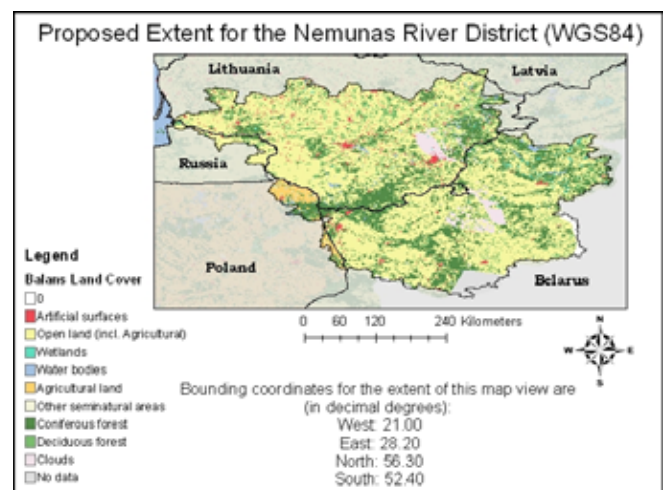 Proposed Extent for the Nemunas River District (WGS84)
Lithuania
Latvia
Russia
Poland
Belarus
Legend
Balans Land Cover
0
Artificial surfaces
Open land (incl. Agricultural)
Wetlands
Water bodies
Agricultural land
Other seminatural areas
Coniferous forest
Deciduous forest
Clouds
No data
0 60 120 240 Kilometers
N
W E
S
Bounding coordinates for the extent of this map view are
(in decimal degrees):
West: 21.00
East: 28.20
North: 56.30
South: 52.40